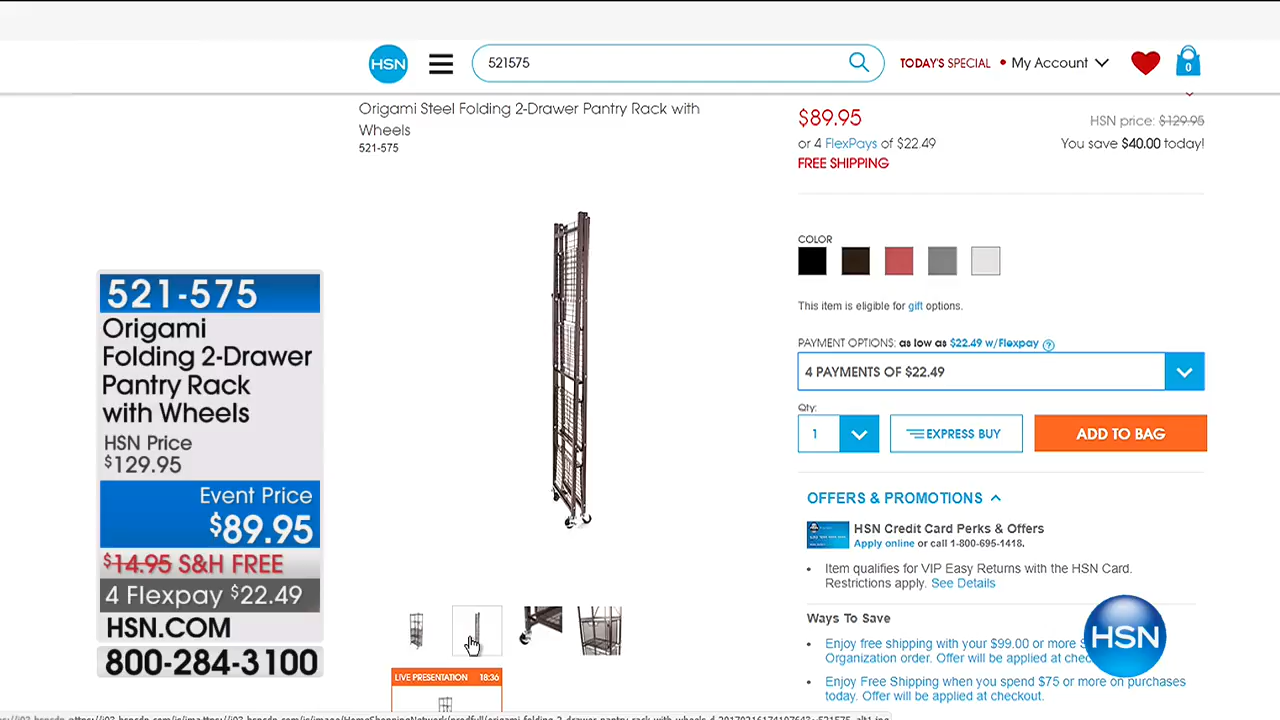 HSN
521575
TODAY'S SPECIAL
My Account
0
Origami Steel Folding 2-Drawer Pantry Rack with
Wheels
521-575
$89.95
HSN price: $129.95
or 4 FlexPays of $22.49
You save $40.00 today!
FREE SHIPPING
COLOR
This item is eligible for gift options.
PAYMENT OPTIONS: as low as $22.49 w/Flexpay ?
4 PAYMENTS OF $22.49
Qty:
1
EXPRESS BUY
ADD TO BAG
OFFERS & PROMOTIONS
HSN Credit Card Perks & Offers
Apply online or call 1-800-695-1418.
• Item qualifies for VIP Easy Returns with the HSN Card.
Restrictions apply. See Details
Ways To Save
• Enjoy free shipping with your $99.00 or more
Organization order. Offer will be applied at
• Enjoy Free Shipping when you spend $75 or more on purchases
today. Offer will be applied at checkout.
HSN
521-575
Origami
Folding 2-Drawer
Pantry Rack
with Wheels
HSN Price
$129.95
Event Price
$89.95
$14.95 S&H FREE
4 Flexpay $22.49
HSN.COM
800-284-3100
LIVE PRESENTATION 18:36